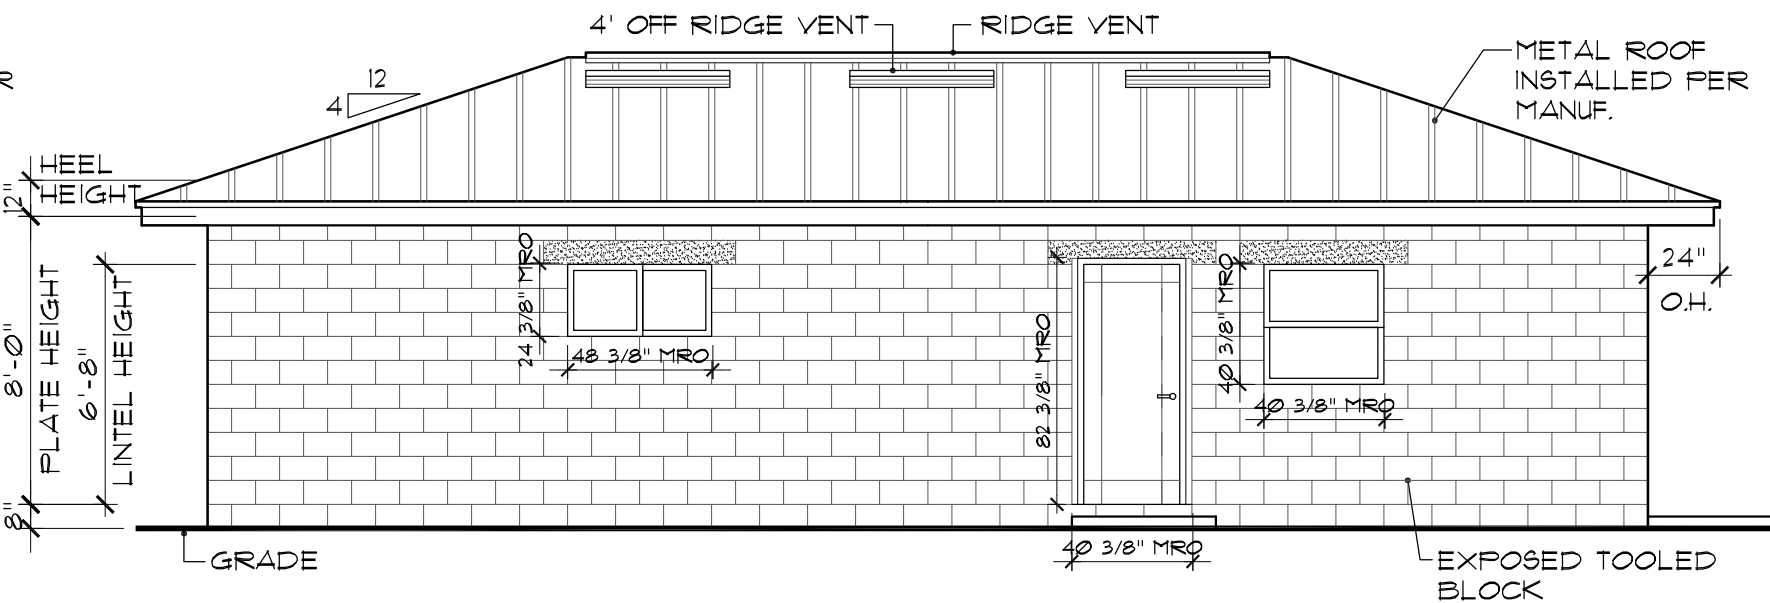 4' OFF RIDGE VENT
RIDGE VENT
METAL ROOF
INSTALLED PER
MANUF.
12
4
HEEL
HEIGHT
12"
24 3/8" MRO
48 3/8" MRO
82 3/8" MRO
40 3/8" MRO
40 3/8" MRO
40 3/8" MRO
24"
O.H.
8'-0"
PLATE HEIGHT
6'-8"
LINTEL HEIGHT
8"
GRADE
EXPOSED TOOLED
BLOCK